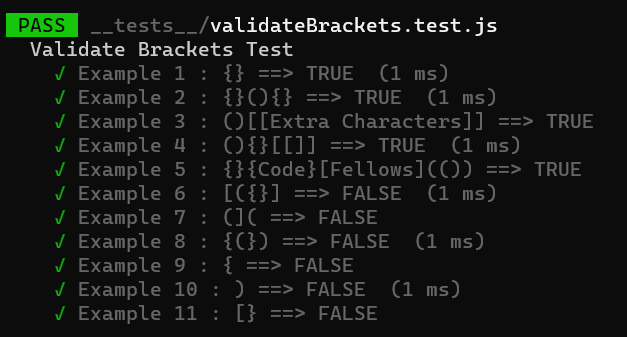 PASS __tests__/validateBrackets.test.js
Validate Brackets Test
✓ Example 1 : {} ==> TRUE (1 ms)
✓ Example 2 : {}(){} ==> TRUE (1 ms)
✓ Example 3 : ()[[Extra Characters]] ==> TRUE
✓ Example 4 : (){}[[]] ==> TRUE (1 ms)
✓ Example 5 : {}{Code}[Fellows](()) ==> TRUE
✓ Example 6 : [({}] ==> FALSE (1 ms)
✓ Example 7 : (]( ==> FALSE
✓ Example 8 : {(}) ==> FALSE (1 ms)
✓ Example 9 : { ==> FALSE
✓ Example 10 : ) ==> FALSE (1 ms)
✓ Example 11 : [} ==> FALSE